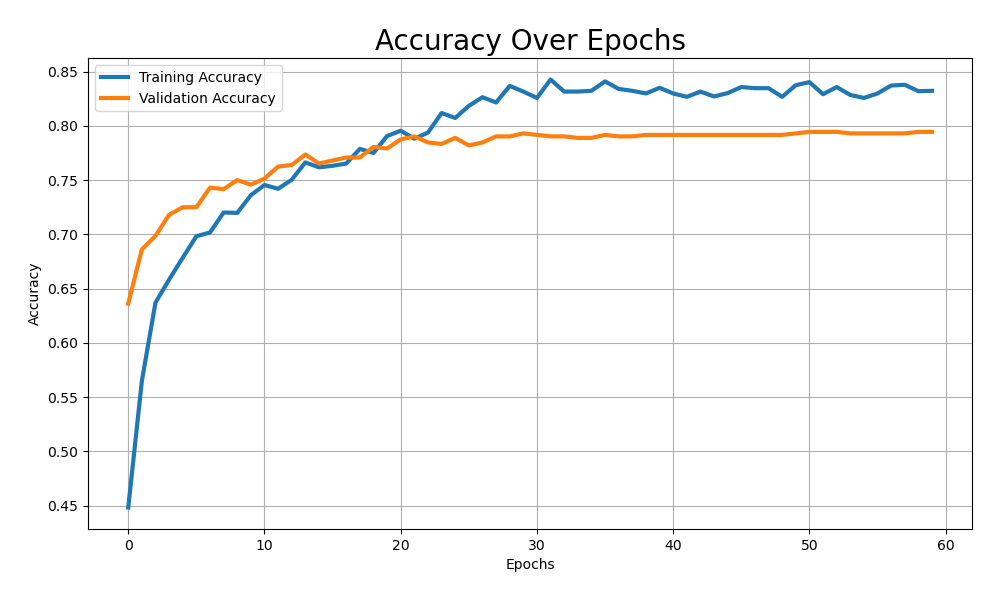 Accuracy Over Epochs
Training Accuracy
Validation Accuracy
Accuracy
0.85
0.80
0.75
0.70
0.65
0.60
0.55
0.50
0.45
0 10 20 30 40 50 60
Epochs